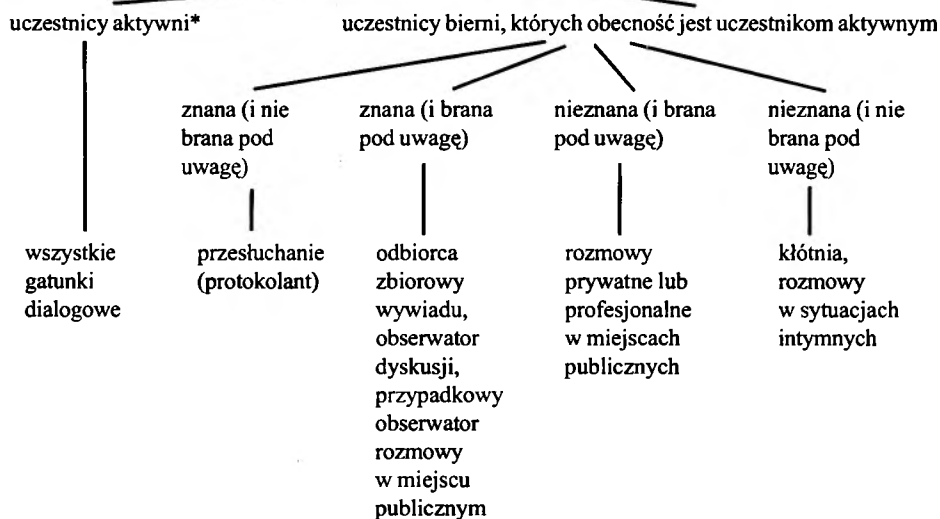 uczestnicy aktywni*
uczestnicy bierni, których obecność jest uczestnikom aktywnym
znana (i nie
brana pod
uwagę)
znana (i brana
pod uwagę)
nieznana (i brana
pod uwagę)
nieznana (i nie
brana pod
uwagę)
wszystkie
gatunki
dialogowe
przesłuchanie
(protokolant)
odbiorca
zbiorowy
wywiadu,
obserwator
dyskusji,
przypadkowy
obserwator
rozmowy
w miejscu
publicznym
rozmowy
prywatne lub
profesjonalne
w miejscach
publicznych
kłótnia,
rozmowy
w sytuacjach
intymnych